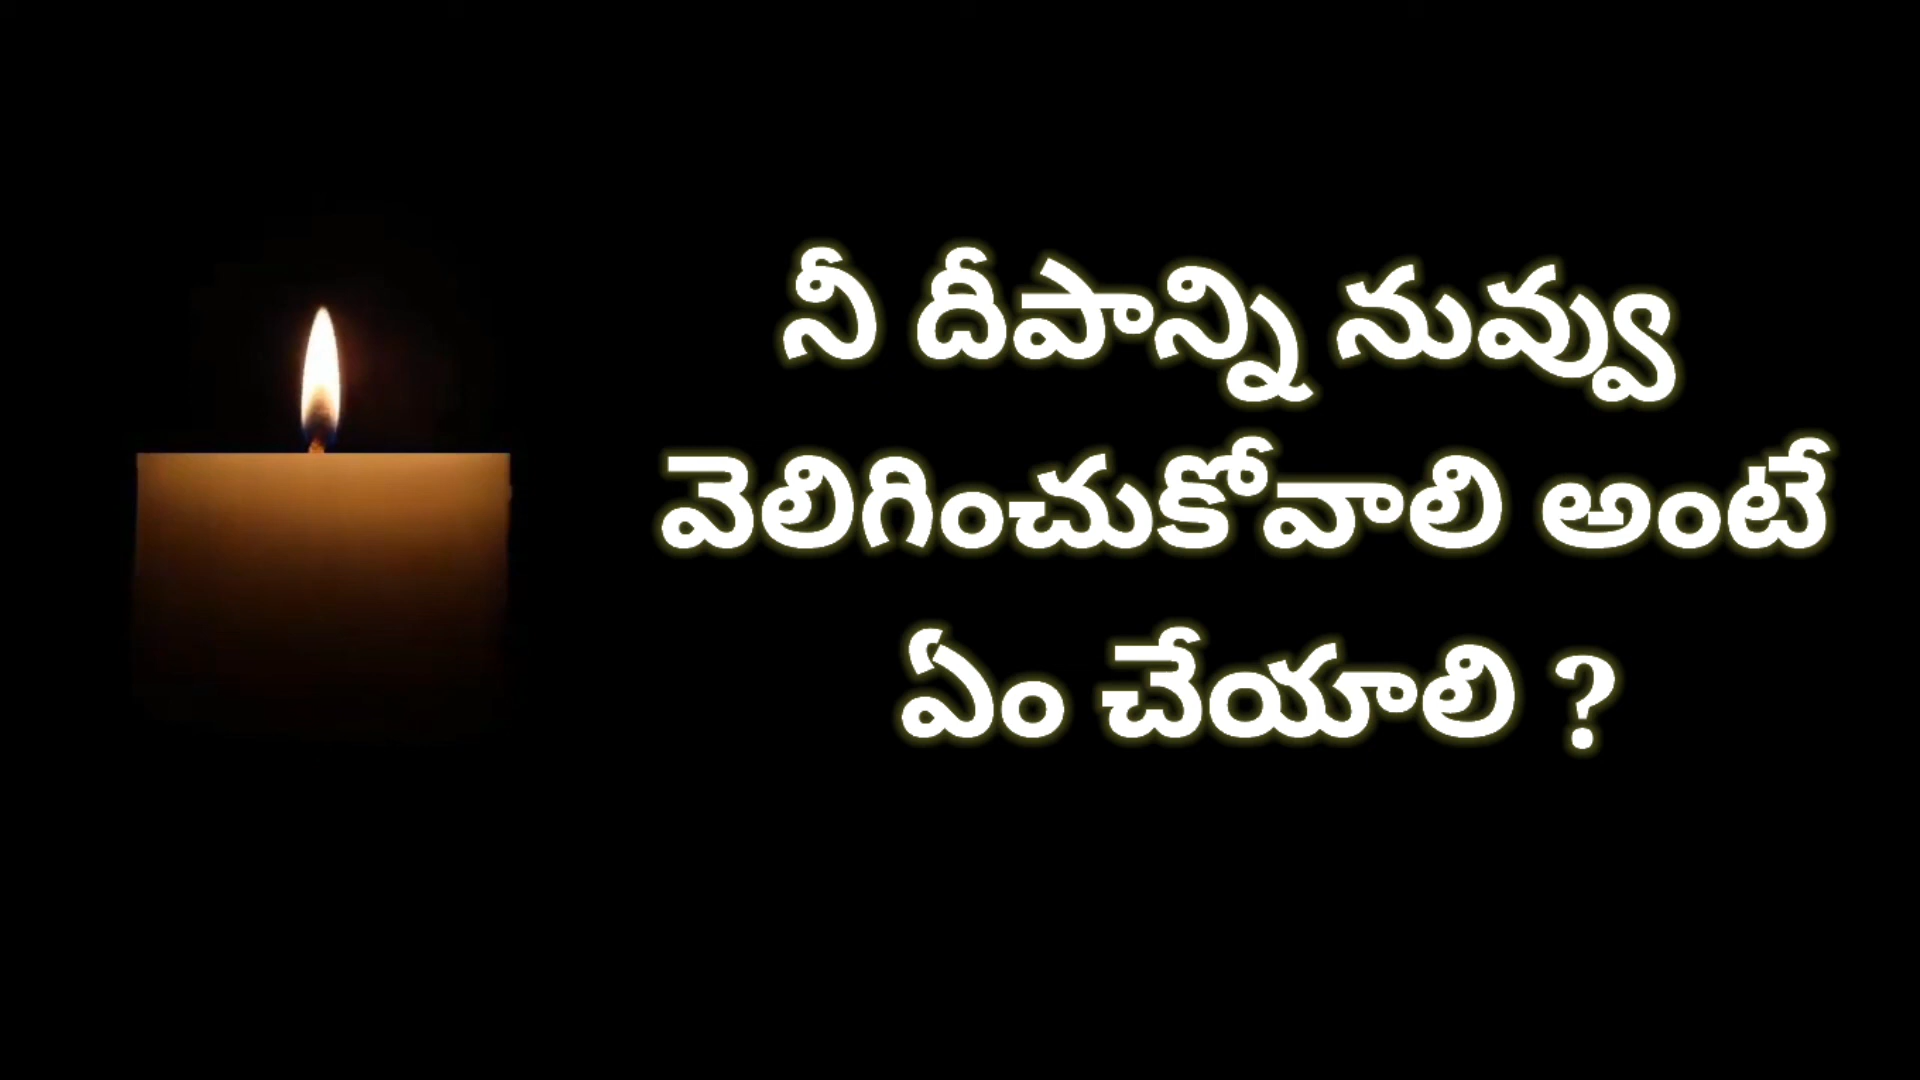 నీ దీపాన్ని నువ్వు
వెలిగించుకోవాలి అంటే
ఏం చేయాలి ?